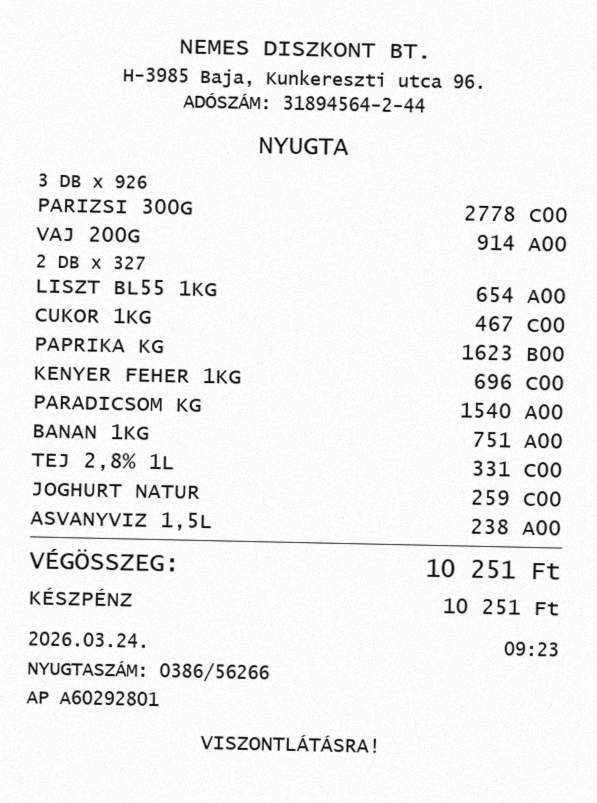 NEMES DISZKONT BT.
H-3985 Baja, Kunkereszti utca 96.
ADÓSZÁM: 31894564-2-44
NYUGTA
3 DB x 926
PARIZSI 300G 2778 C00
VAJ 200G 914 A00
2 DB x 327
LISZT BL55 1KG 654 A00
CUKOR 1KG 467 C00
PAPRIKA KG 1623 B00
KENYER FEHER 1KG 696 C00
PARADICSOM KG 1540 A00
BANAN 1KG 751 A00
TEJ 2,8% 1L 331 C00
JOGHURT NATUR 259 C00
ASVANYVIZ 1,5L 238 A00
VÉGÖSSZEG: 10 251 Ft
KÉSZPÉNZ 10 251 Ft
2026.03.24. 09:23
NYUGTASZÁM: 0386/56266
AP A60292801
VISZONTLÁTÁSRA!